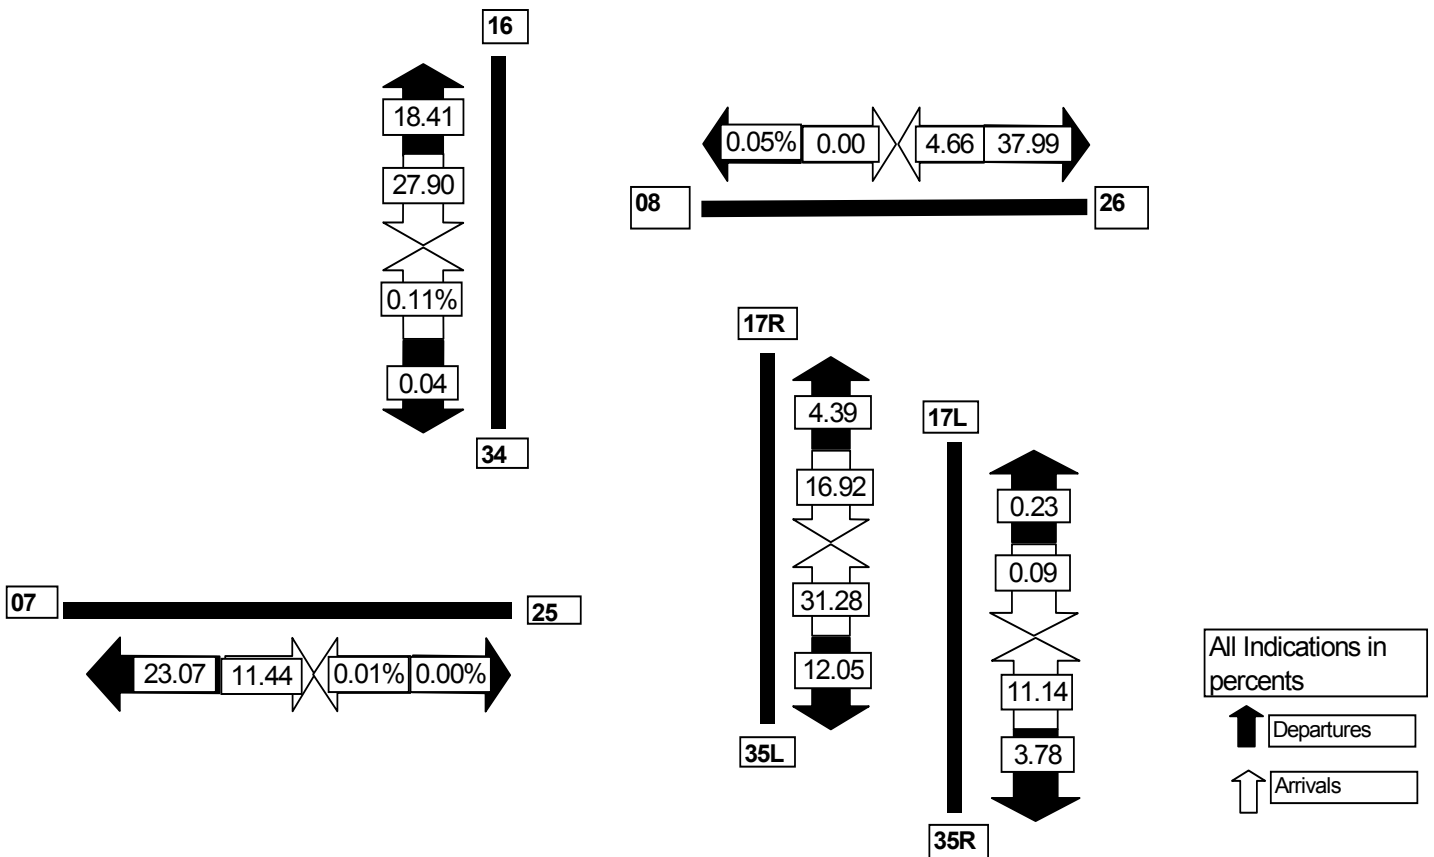 16
18.41
27.90
0.11%
0.04
34
0.05% 0.00 4.66 37.99
08
26
17R
4.39
16.92
31.28
12.05
35L
17L
0.23
0.09
11.14
3.78
35R
07
25
23.07 11.44 0.01% 0.00%
All Indications in
percents
Departures
Arrivals